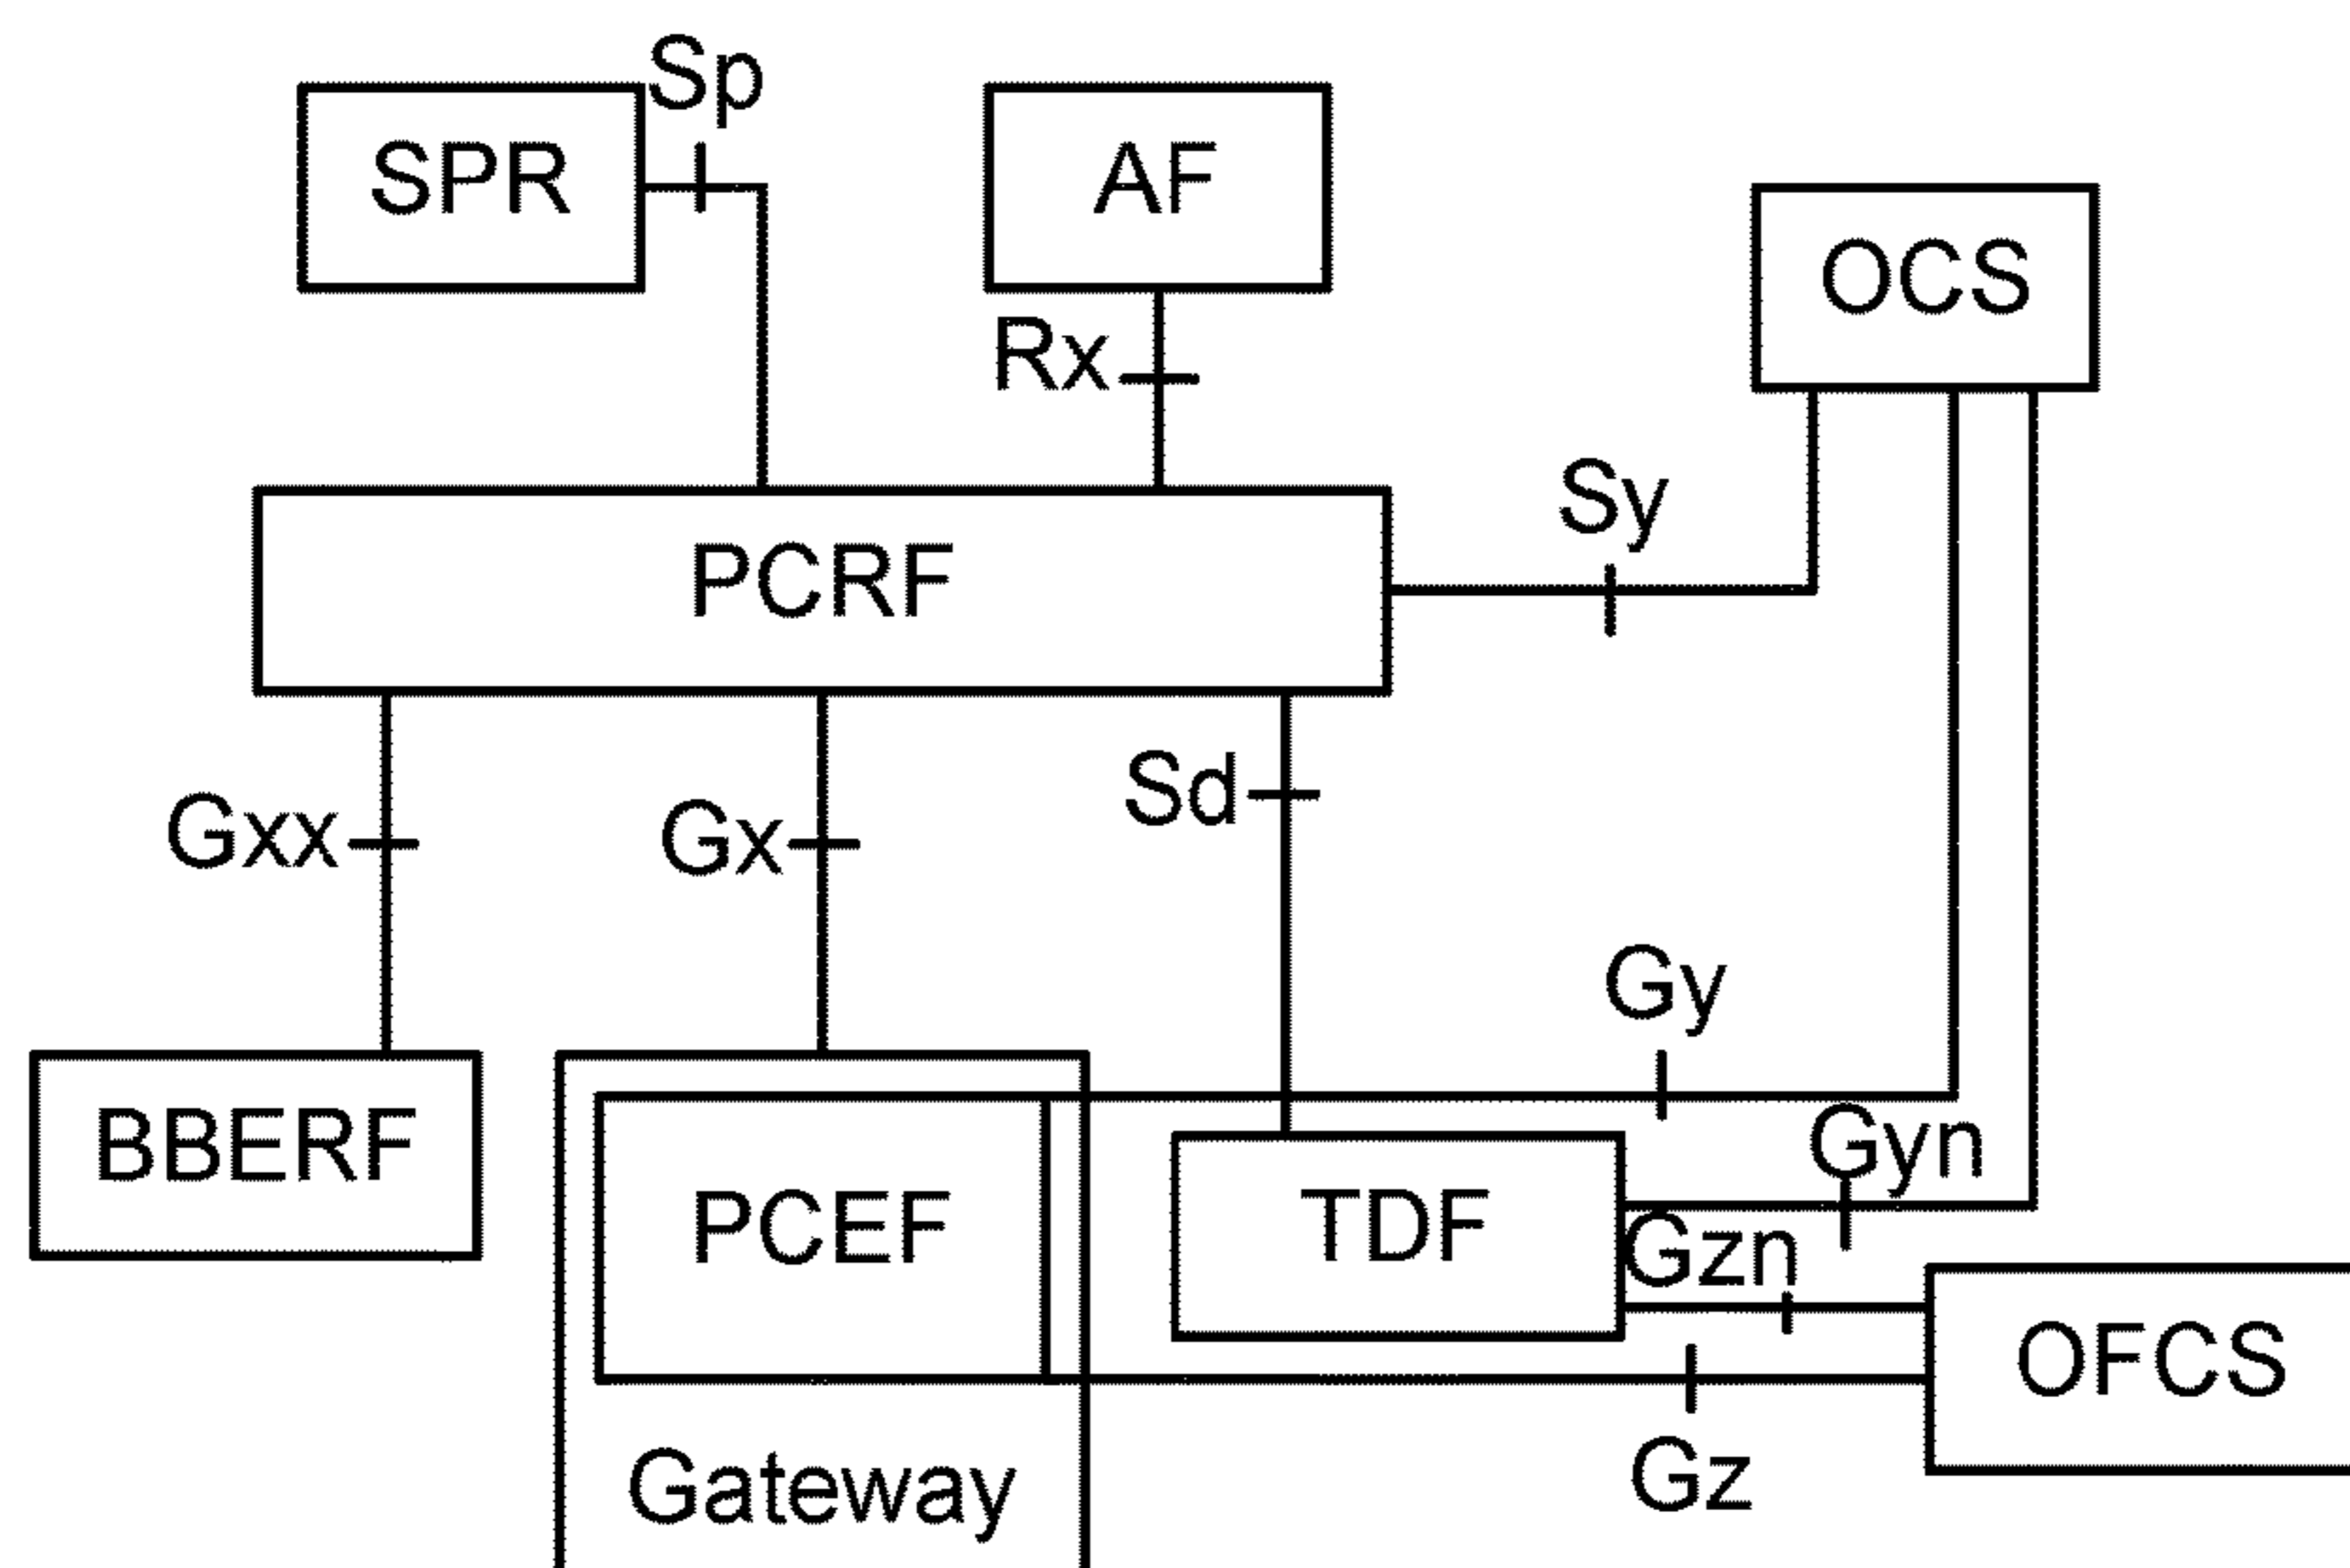 Sp
SPR
AF
OCS
Rx
Sy
PCRF
Sd
Gxx
Gx
Gy
BBERF
Gyn
PCEF
TDF
Gzn
OFCS
Gateway
Gz